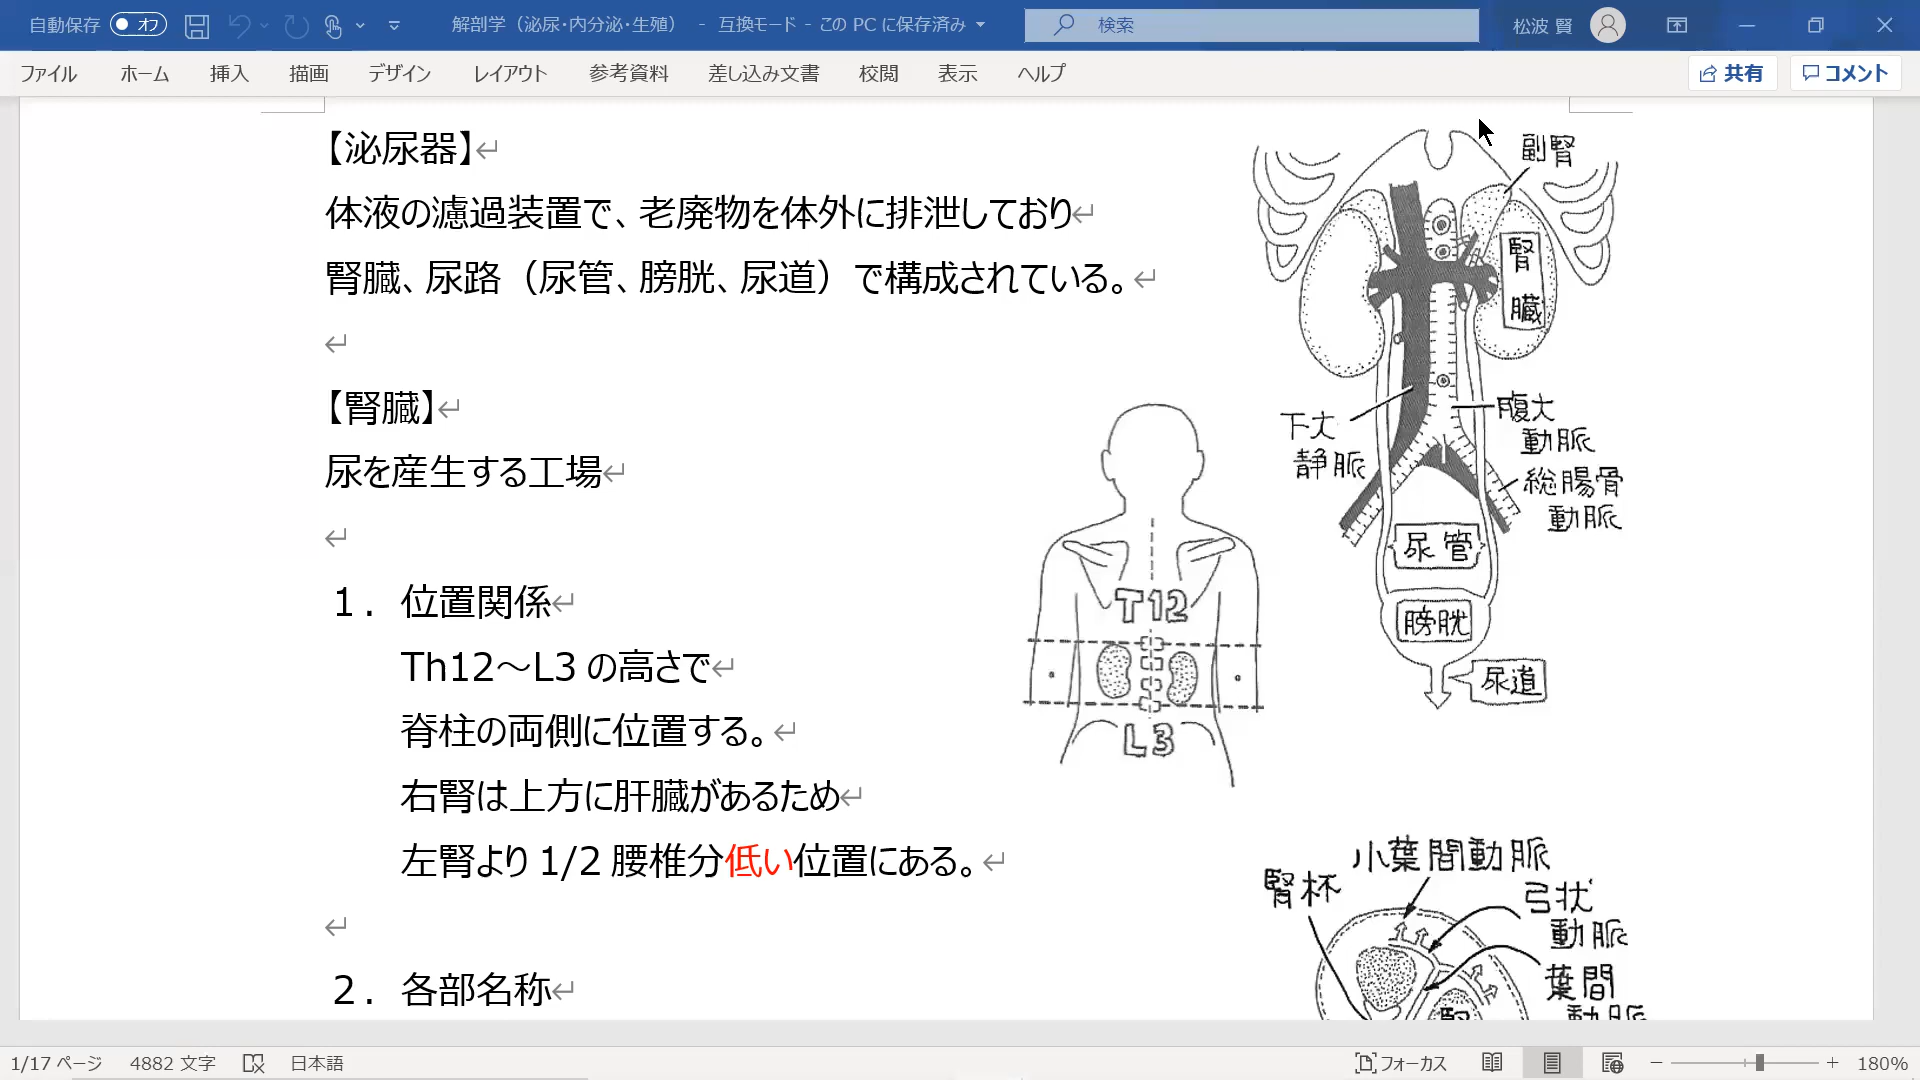 自動保存 オフ 解剖学（泌尿・内分泌・生殖） - 互換モード - この PC に保存済み 検索 松波 賢
ファイル ホーム 挿入 描画 デザイン レイアウト 参考資料 差し込み文書 校閲 表示 ヘルプ 共有 コメント
【泌尿器】
体液の濾過装置で、老廃物を体外に排泄しており
腎臓、尿路（尿管、膀胱、尿道）で構成されている。
【腎臓】
尿を産生する工場
１．位置関係
Th12～L3 の高さで
脊柱の両側に位置する。
右腎は上方に肝臓があるため
左腎より 1/2 腰椎分低い位置にある。
２．各部名称
副腎
腎臓
下大
静脈
腹大
動脈
総腸骨
動脈
尿管
膀胱
尿道
T12
L3
小葉間動脈
腎杯
弓状
動脈
葉間
動脈
腎
1/17 ページ 4882 文字 日本語 フォーカス 180%